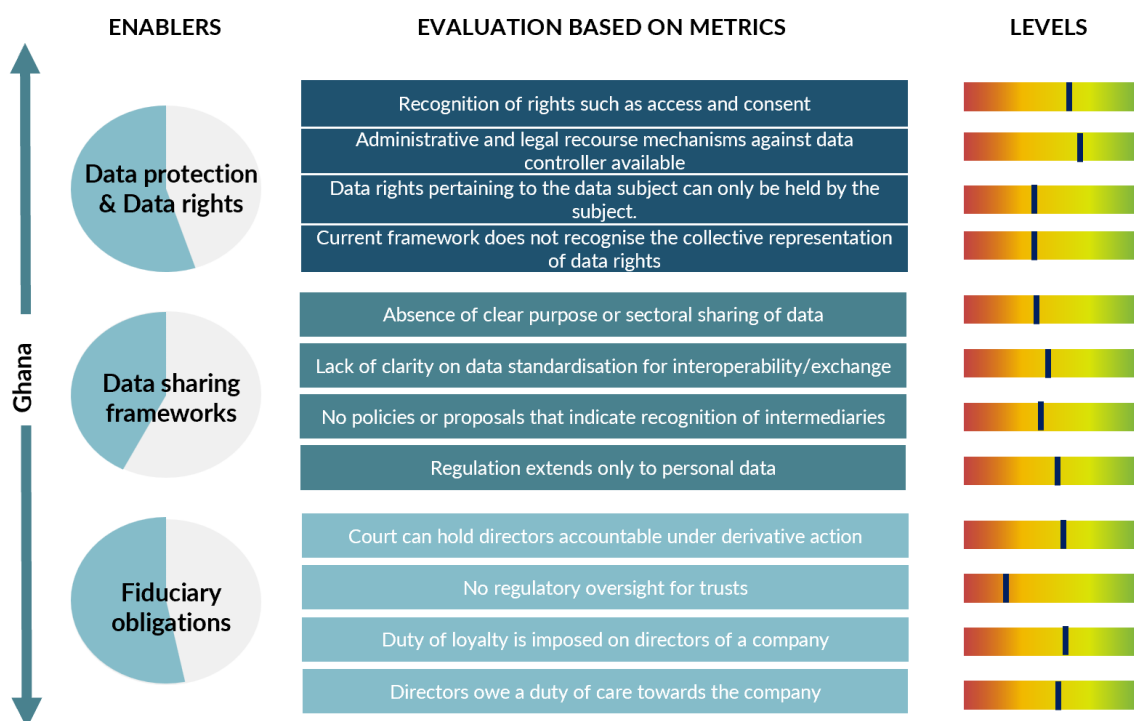 ENABLERS
EVALUATION BASED ON METRICS
LEVELS
Ghana
Data protection
& Data rights
Recognition of rights such as access and consent
Administrative and legal recourse mechanisms against data
controller available
Data rights pertaining to the data subject can only be held by the
subject.
Current framework does not recognise the collective representation
of data rights
Data sharing
frameworks
Absence of clear purpose or sectoral sharing of data
Lack of clarity on data standardisation for interoperability/exchange
No policies or proposals that indicate recognition of intermediaries
Regulation extends only to personal data
Fiduciary
obligations
Court can hold directors accountable under derivative action
No regulatory oversight for trusts
Duty of loyalty is imposed on directors of a company
Directors owe a duty of care towards the company